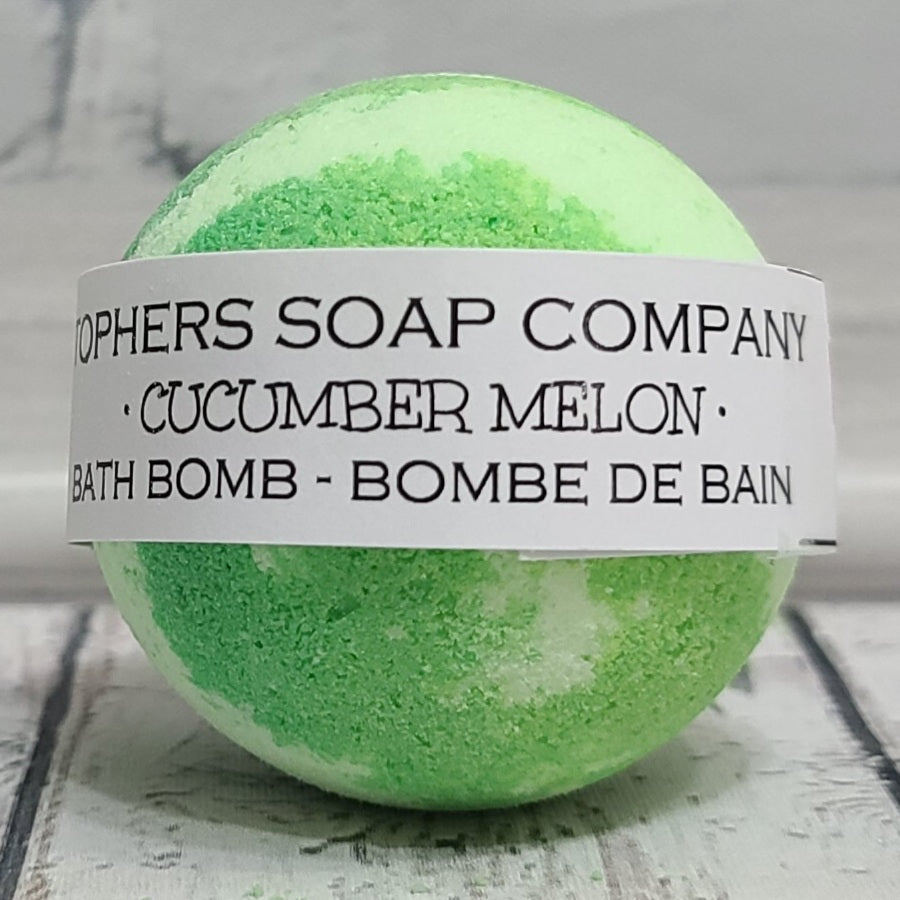 TOPHERS SOAP COMPANY
· CUCUMBER MELON ·
BATH BOMB - BOMBE DE BAIN